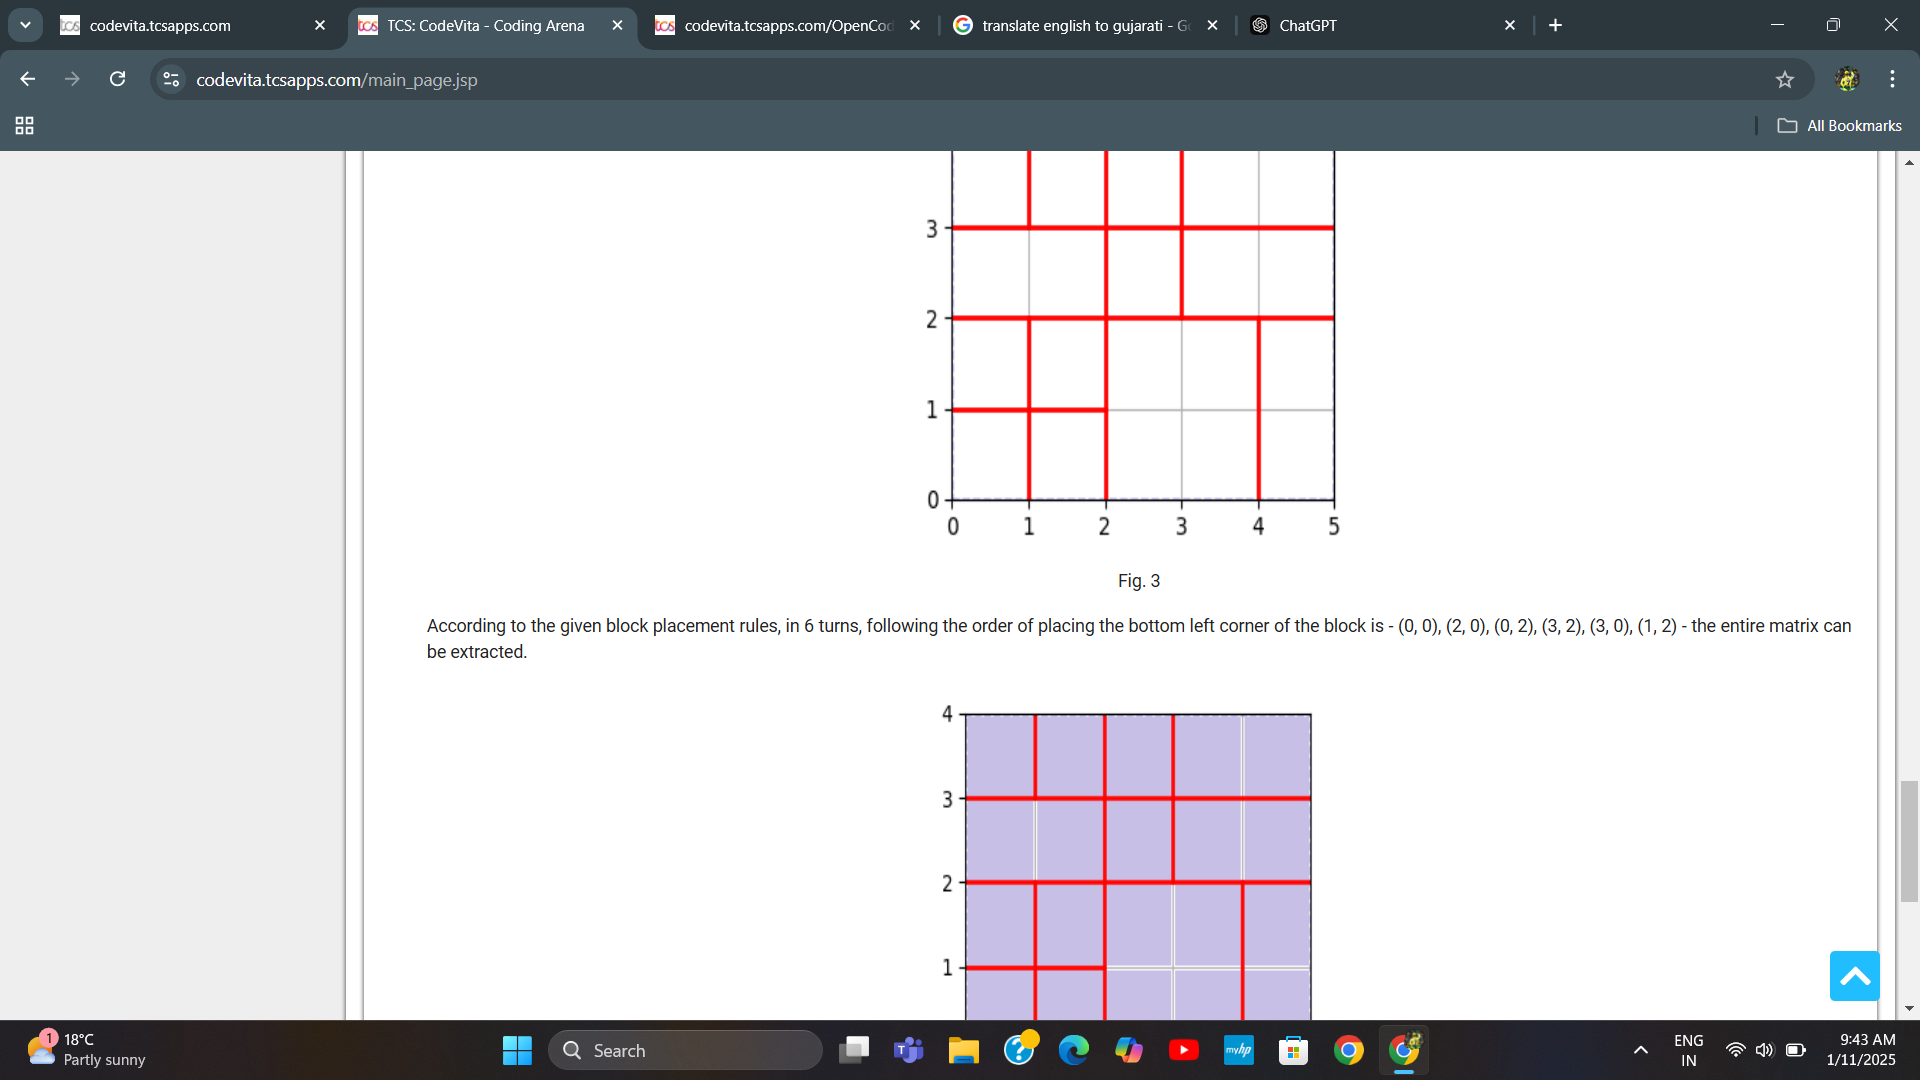 codevita.tcsapps.com
TCS: CodeVita - Coding Arena
codevita.tcsapps.com/OpenCod
translate english to gujarati - G
ChatGPT
codevita.tcsapps.com/main_page.jsp
All Bookmarks
3
2
1
0
0 1 2 3 4 5
Fig. 3
According to the given block placement rules, in 6 turns, following the order of placing the bottom left corner of the block is - (0, 0), (2, 0), (0, 2), (3, 2), (3, 0), (1, 2) - the entire matrix can
be extracted.
4
3
2
1
1
18°C
Partly sunny
Search
myhp
ENG
IN
9:43 AM
1/11/2025